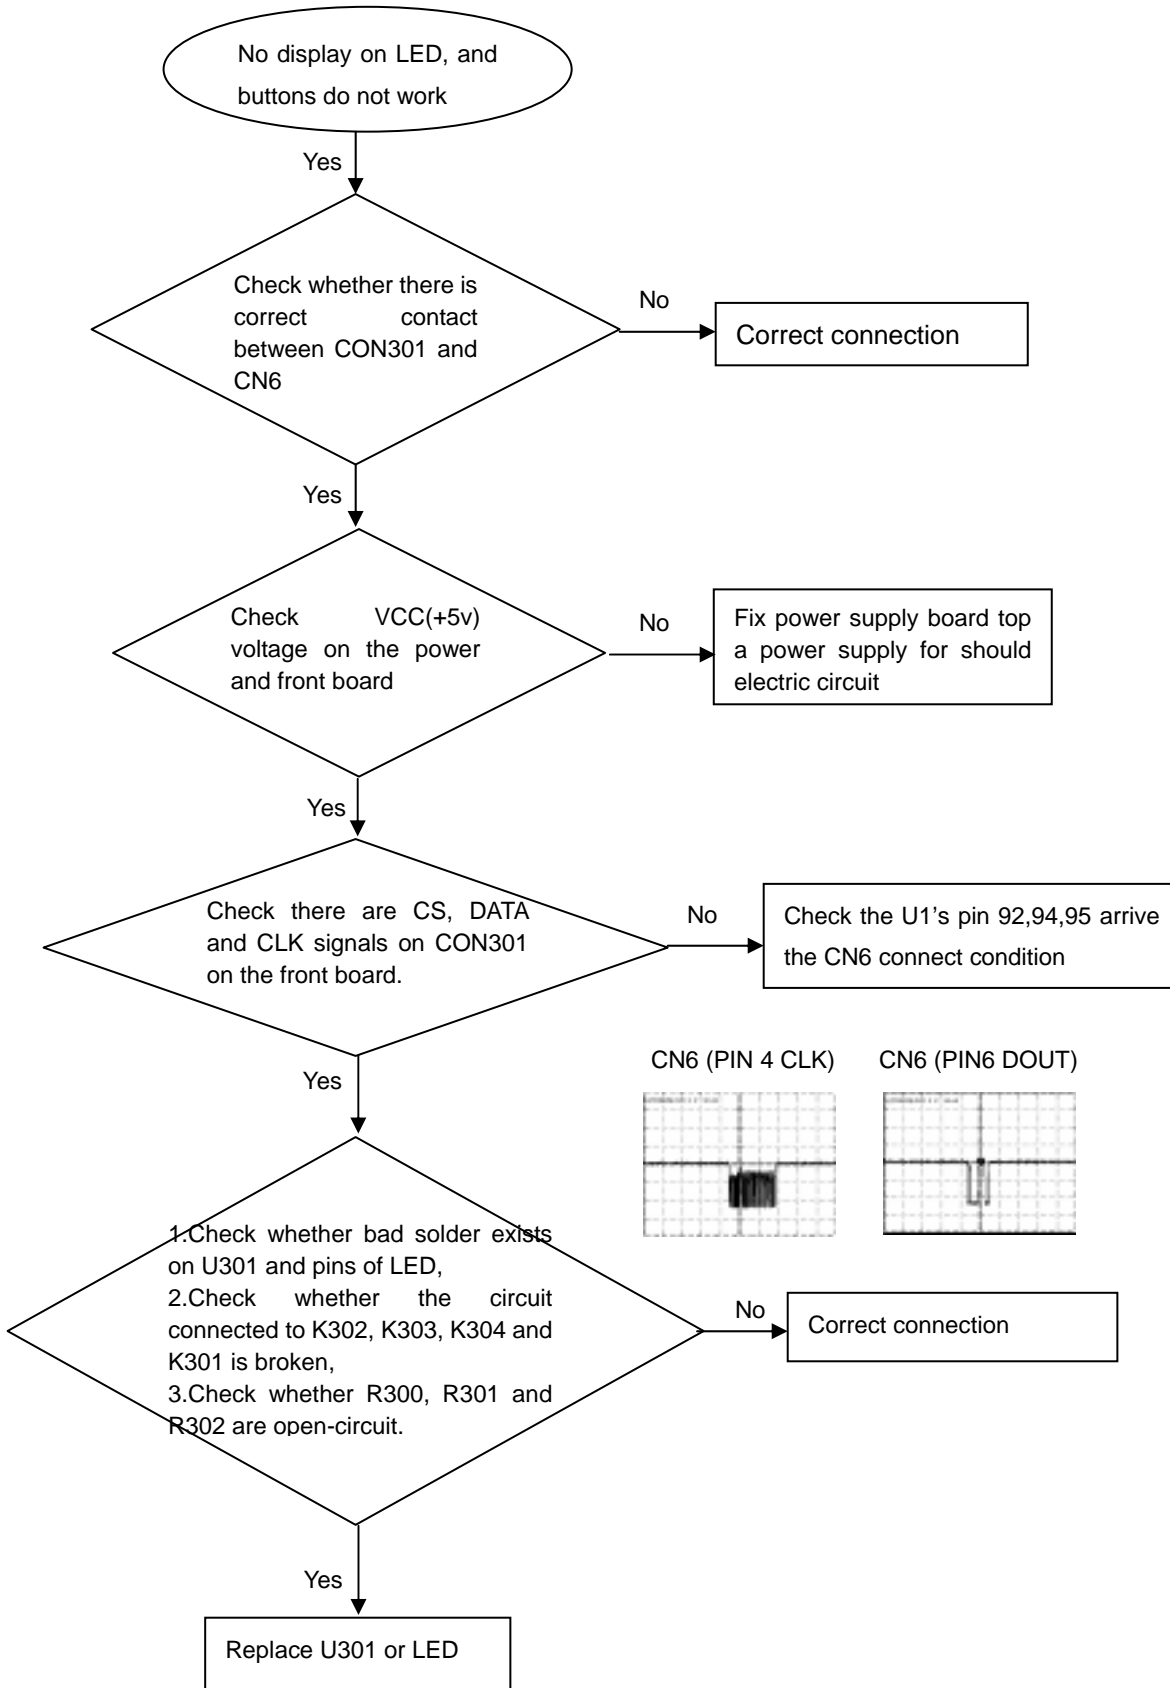 No display on LED, and
buttons do not work
Yes
Check whether there is
correct contact
between CON301 and
CN6
No
Correct connection
Yes
Check VCC(+5v)
voltage on the power
and front board
No
Fix power supply board top
a power supply for should
electric circuit
Yes
Check there are CS, DATA
and CLK signals on CON301
on the front board.
No
Check the U1's pin 92,94,95 arrive
the CN6 connect condition
Yes
CN6 (PIN 4 CLK)
CN6 (PIN6 DOUT)
1.Check whether bad solder exists
on U301 and pins of LED,
2.Check whether the circuit
connected to K302, K303, K304 and
K301 is broken,
3.Check whether R300, R301 and
R302 are open-circuit.
No
Correct connection
Yes
Replace U301 or LED